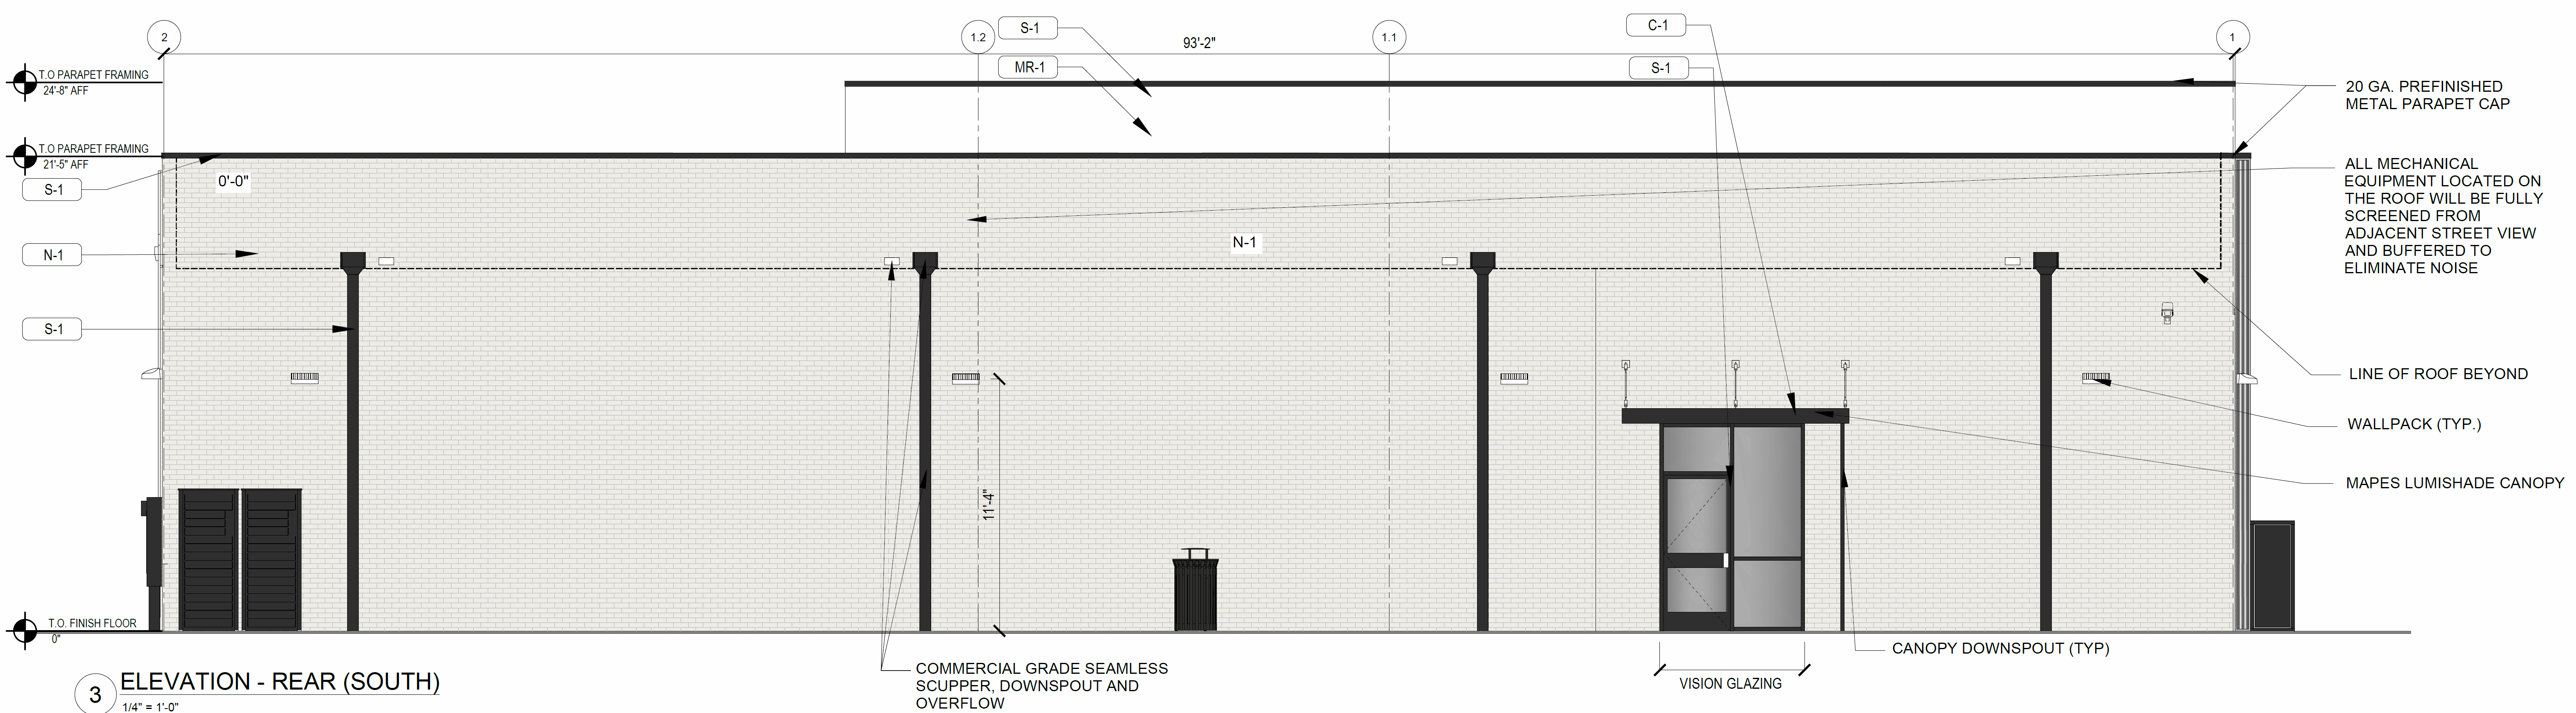 2
1.2
S-1
93'-2"
1.1
C-1
1
MR-1
S-1
T.O PARAPET FRAMING
24'-8" AFF
20 GA. PREFINISHED
METAL PARAPET CAP
T.O PARAPET FRAMING
21'-5" AFF
S-1
0'-0"
ALL MECHANICAL
EQUIPMENT LOCATED ON
THE ROOF WILL BE FULLY
SCREENED FROM
ADJACENT STREET VIEW
AND BUFFERED TO
ELIMINATE NOISE
N-1
N-1
S-1
LINE OF ROOF BEYOND
WALLPACK (TYP.)
MAPES LUMISHADE CANOPY
11'-4"
T.O. FINISH FLOOR
0"
CANOPY DOWNSPOUT (TYP)
COMMERCIAL GRADE SEAMLESS
SCUPPER, DOWNSPOUT AND
OVERFLOW
VISION GLAZING
3
ELEVATION - REAR (SOUTH)
1/4" = 1'-0"